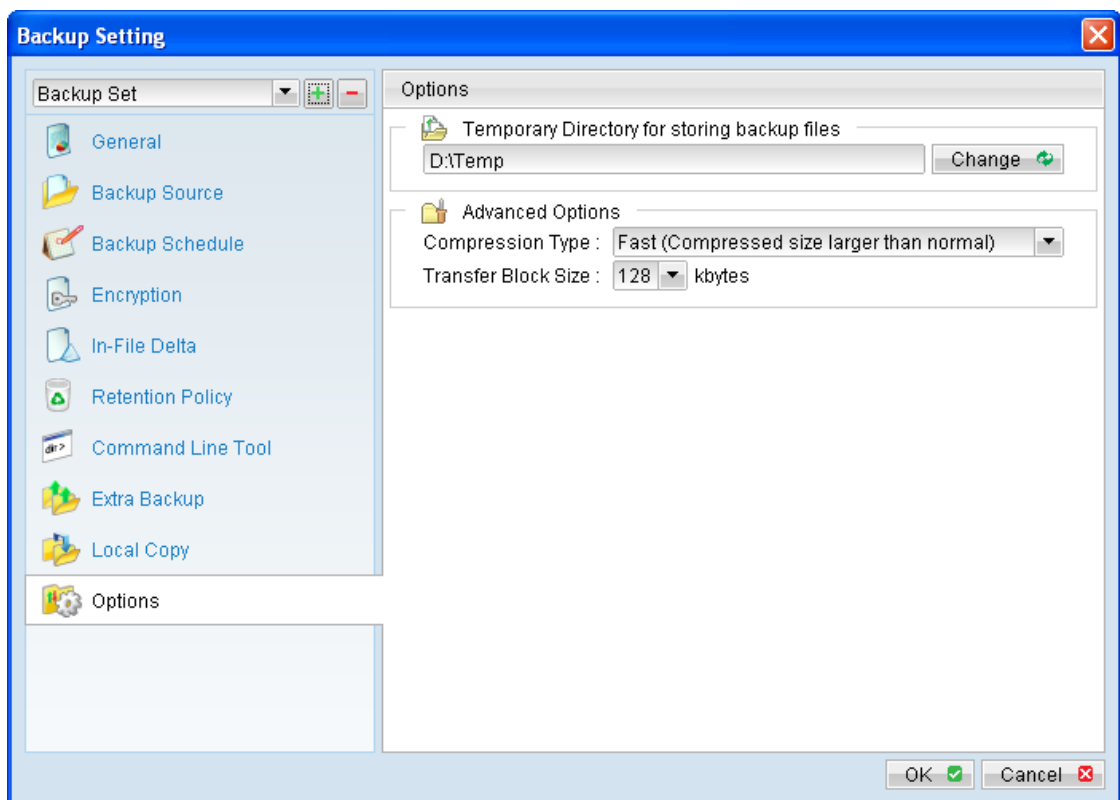 Backup Setting
Backup Set
General
Backup Source
Backup Schedule
Encryption
In-File Delta
Retention Policy
dir >
Command Line Tool
Extra Backup
Local Copy
Options
Options
Temporary Directory for storing backup files
D:\Temp
Change
Advanced Options
Compression Type : Fast (Compressed size larger than normal)
Transfer Block Size : 128 kbytes
OK
Cancel